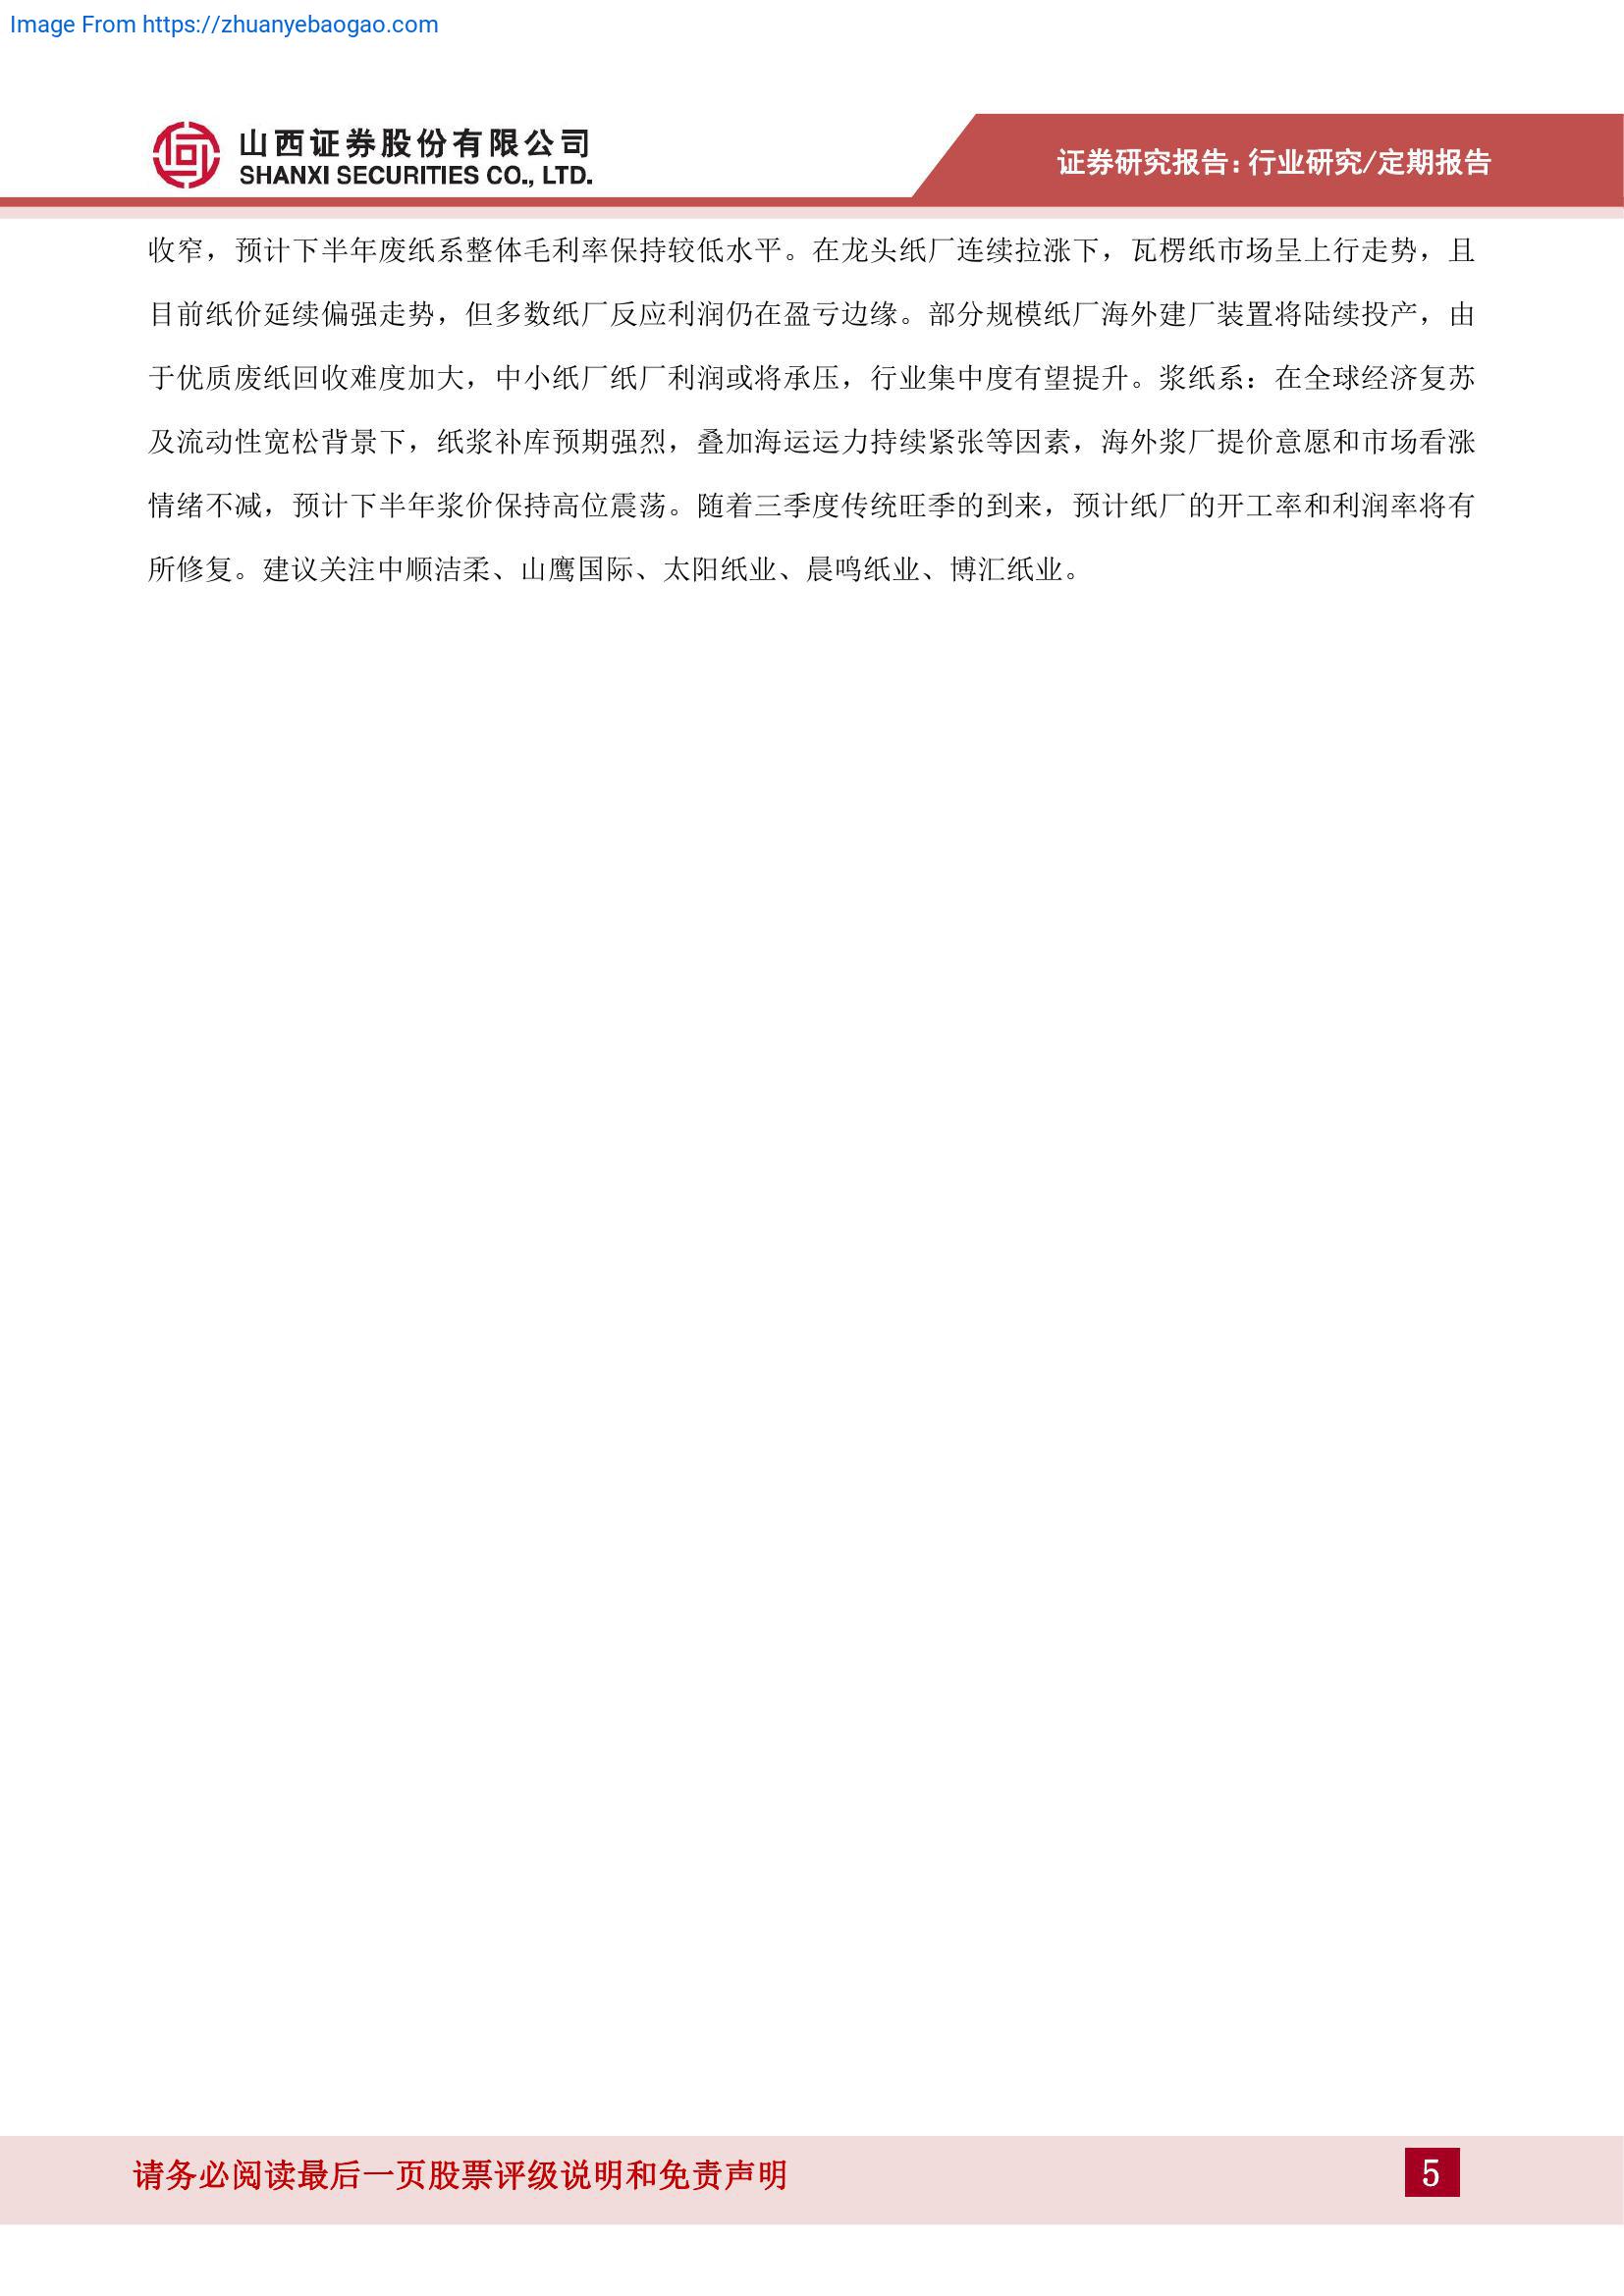 Image From https://zhuanyebaogao.com
山西证券股份有限公司
SHANXI SECURITIES CO., LTD.
证券研究报告：行业研究/定期报告
收窄，预计下半年废纸系整体毛利率保持较低水平。在龙头纸厂连续拉涨下，瓦楞纸市场呈上行走势，且
目前纸价延续偏强走势，但多数纸厂反应利润仍在盈亏边缘。部分规模纸厂海外建厂装置将陆续投产，由
于优质废纸回收难度加大，中小纸厂纸厂利润或将承压，行业集中度有望提升。浆纸系：在全球经济复苏
及流动性宽松背景下，纸浆补库预期强烈，叠加海运运力持续紧张等因素，海外浆厂提价意愿和市场看涨
情绪不减，预计下半年浆价保持高位震荡。随着三季度传统旺季的到来，预计纸厂的开工率和利润率将有
所修复。建议关注中顺洁柔、山鹰国际、太阳纸业、晨鸣纸业、博汇纸业。
请务必阅读最后一页股票评级说明和免责声明
5